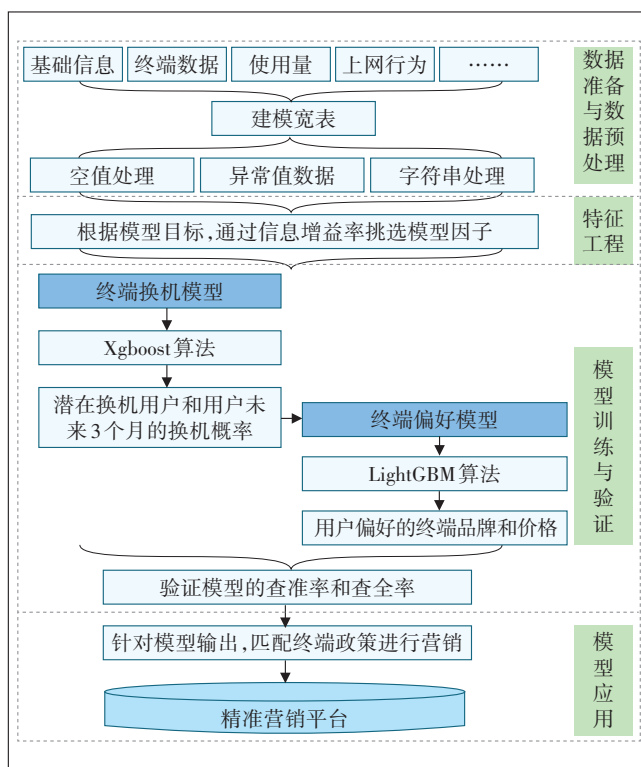 基础信息
终端数据
使用量
上网行为
……
建模宽表
空值处理
异常值数据
字符串处理
数据
准备
与数
据预
处理
根据模型目标,通过信息增益率挑选模型因子
特征
工程
终端换机模型
Xgboost算法
潜在换机用户和用户未
来3个月的换机概率
终端偏好模型
LightGBM算法
用户偏好的终端品牌和价格
验证模型的查准率和查全率
模
型
训
练
与
验
证
针对模型输出,匹配终端政策进行营销
精准营销平台
模
型
应
用